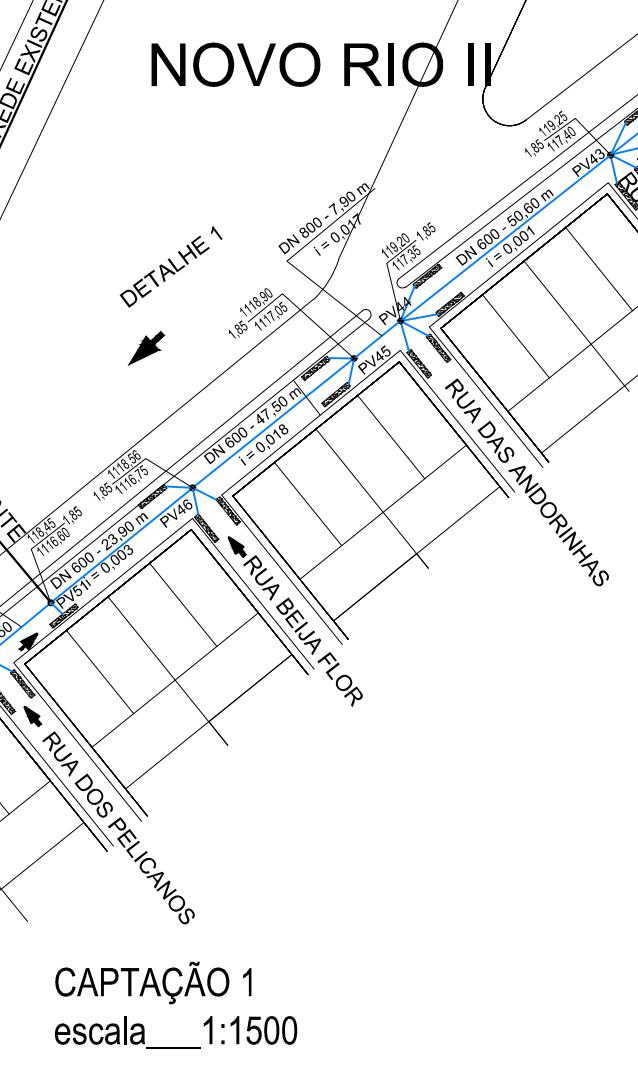 NOVO RIO II
119,25
1,85 117,40
PV43
DN 800 - 7,90 m
i = 0,017
DN 600 - 50,60 m
i = 0,001
119,20 1,85
117,35
DETALHE 1
PV44
1118,90
1,85 1117,05
PV45
DN 600 - 47,50 m
i = 0,018
RUA DAS ANDORINHAS
1118,56
1,85 1116,75
PV46
118,45 1,85
1116,60
DN 600 - 23,90 m
PV51 i = 0,003
RUA BEIJA FLOR
RUA DOS PELICANOS
CAPTAÇÃO 1
escala___1:1500